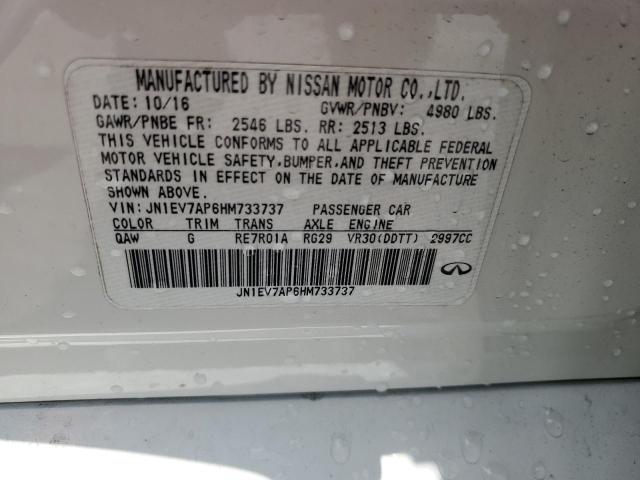 MANUFACTURED BY NISSAN MOTOR CO.,LTD.
DATE: 10/16 GVWR/PNBV: 4980 LBS.
GAWR/PNBE FR: 2546 LBS. RR: 2513 LBS.
THIS VEHICLE CONFORMS TO ALL APPLICABLE FEDERAL
MOTOR VEHICLE SAFETY,BUMPER,AND THEFT PREVENTION
STANDARDS IN EFFECT ON THE DATE OF MANUFACTURE
SHOWN ABOVE.
VIN: JN1EV7AP6HM733737 PASSENGER CAR
COLOR TRIM TRANS AXLE ENGINE
QAW G RE7R01A RG29 VR30(DDTT) 2997CC
JN1EV7AP6HM733737